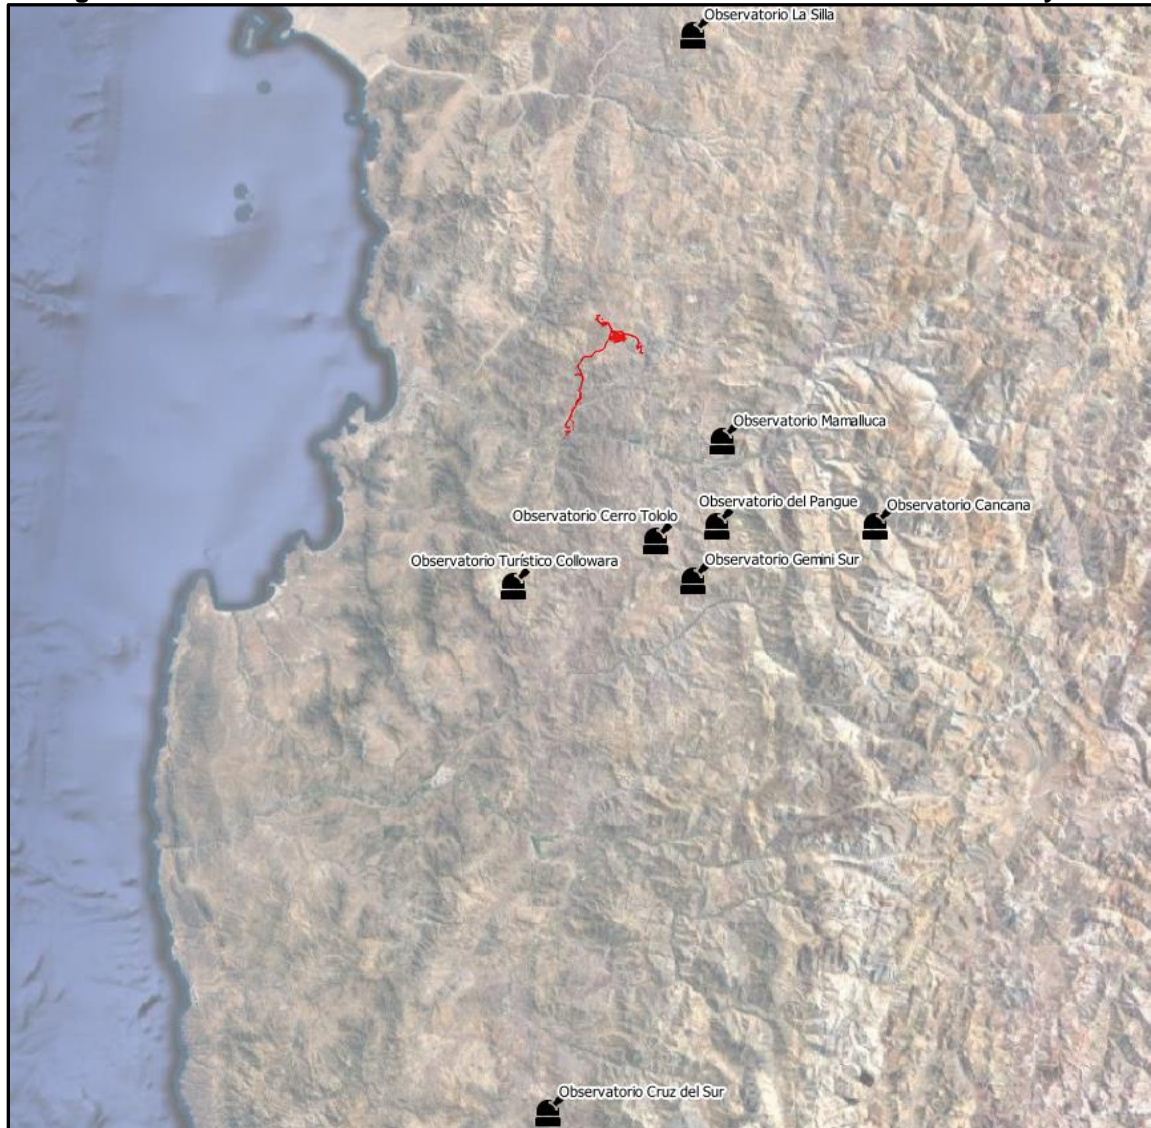 Observatorio La Silla
Observatorio Mamalluca
Observatorio del Pangue
Observatorio Cancana
Observatorio Cerro Tololo
Observatorio Turístico Collowara
Observatorio Gemini Sur
Observatorio Cruz del Sur